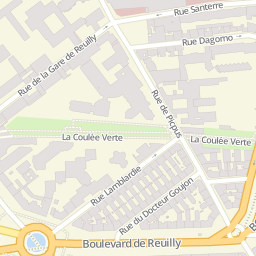 Rue Santerre
Rue Dagorno
Rue de la Gare de Reuilly
Rue de Picpus
La Coulée Verte
La Coulée Verte
Rue Lamblardie
Rue du Docteur Goujon
Boulevard de Reuilly